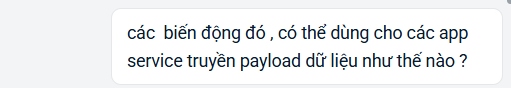 các biến động đó , có thể dùng cho các app
service truyền payload dữ liệu như thế nào ?